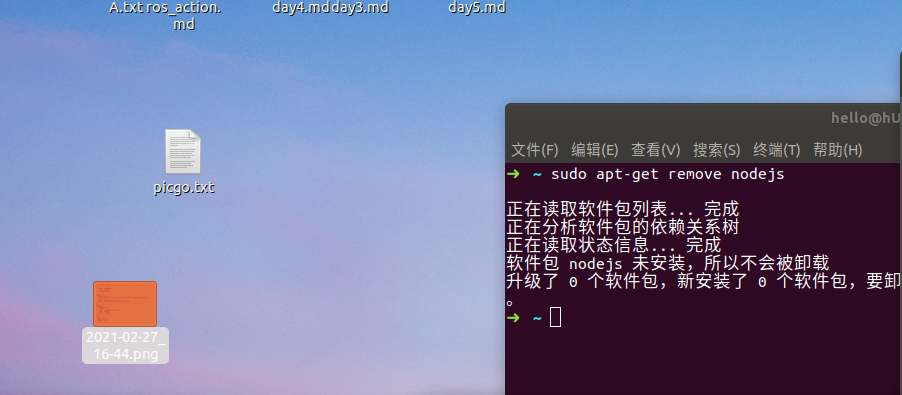 A.txt ros_action.
md
day4.md day3.md
day5.md
picgo.txt
2021-02-27_
16-44.png
hello@hU
文件(F) 编辑(E) 查看(V) 搜索(S) 终端(T) 帮助(H)
➜ ~ sudo apt-get remove nodejs
正在读取软件包列表... 完成
正在分析软件包的依赖关系树
正在读取状态信息... 完成
软件包 nodejs 未安装，所以不会被卸载
升级了 0 个软件包，新安装了 0 个软件包，要卸
。
➜ ~